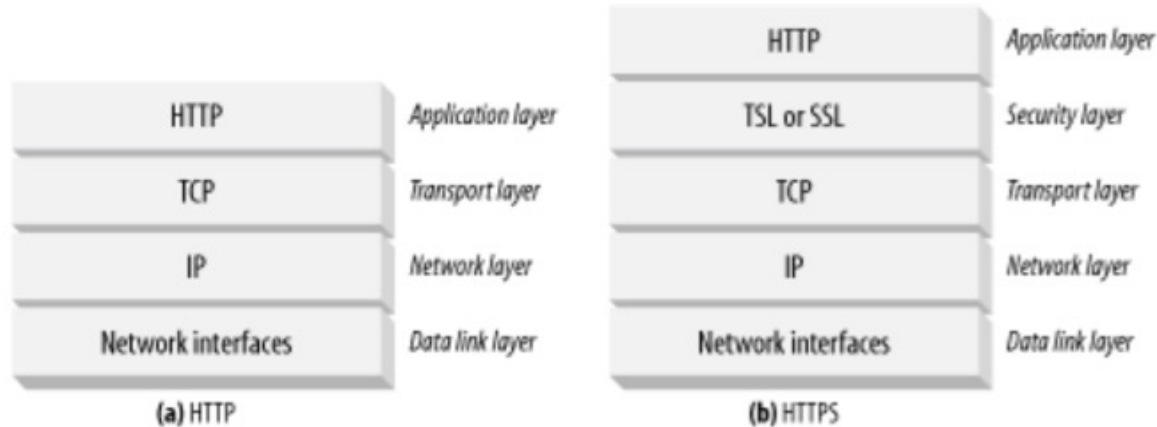 HTTP Application layer
HTTP Application layer
TSL or SSL Security layer
TCP Transport layer
TCP Transport layer
IP Network layer
IP Network layer
Network interfaces Data link layer
Network interfaces Data link layer
(a) HTTP
(b) HTTPS